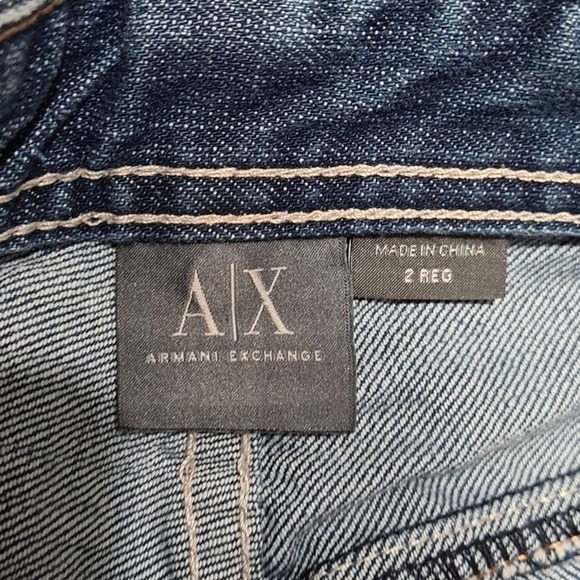 A|X
ARMANI EXCHANGE
MADE IN CHINA
2 REG